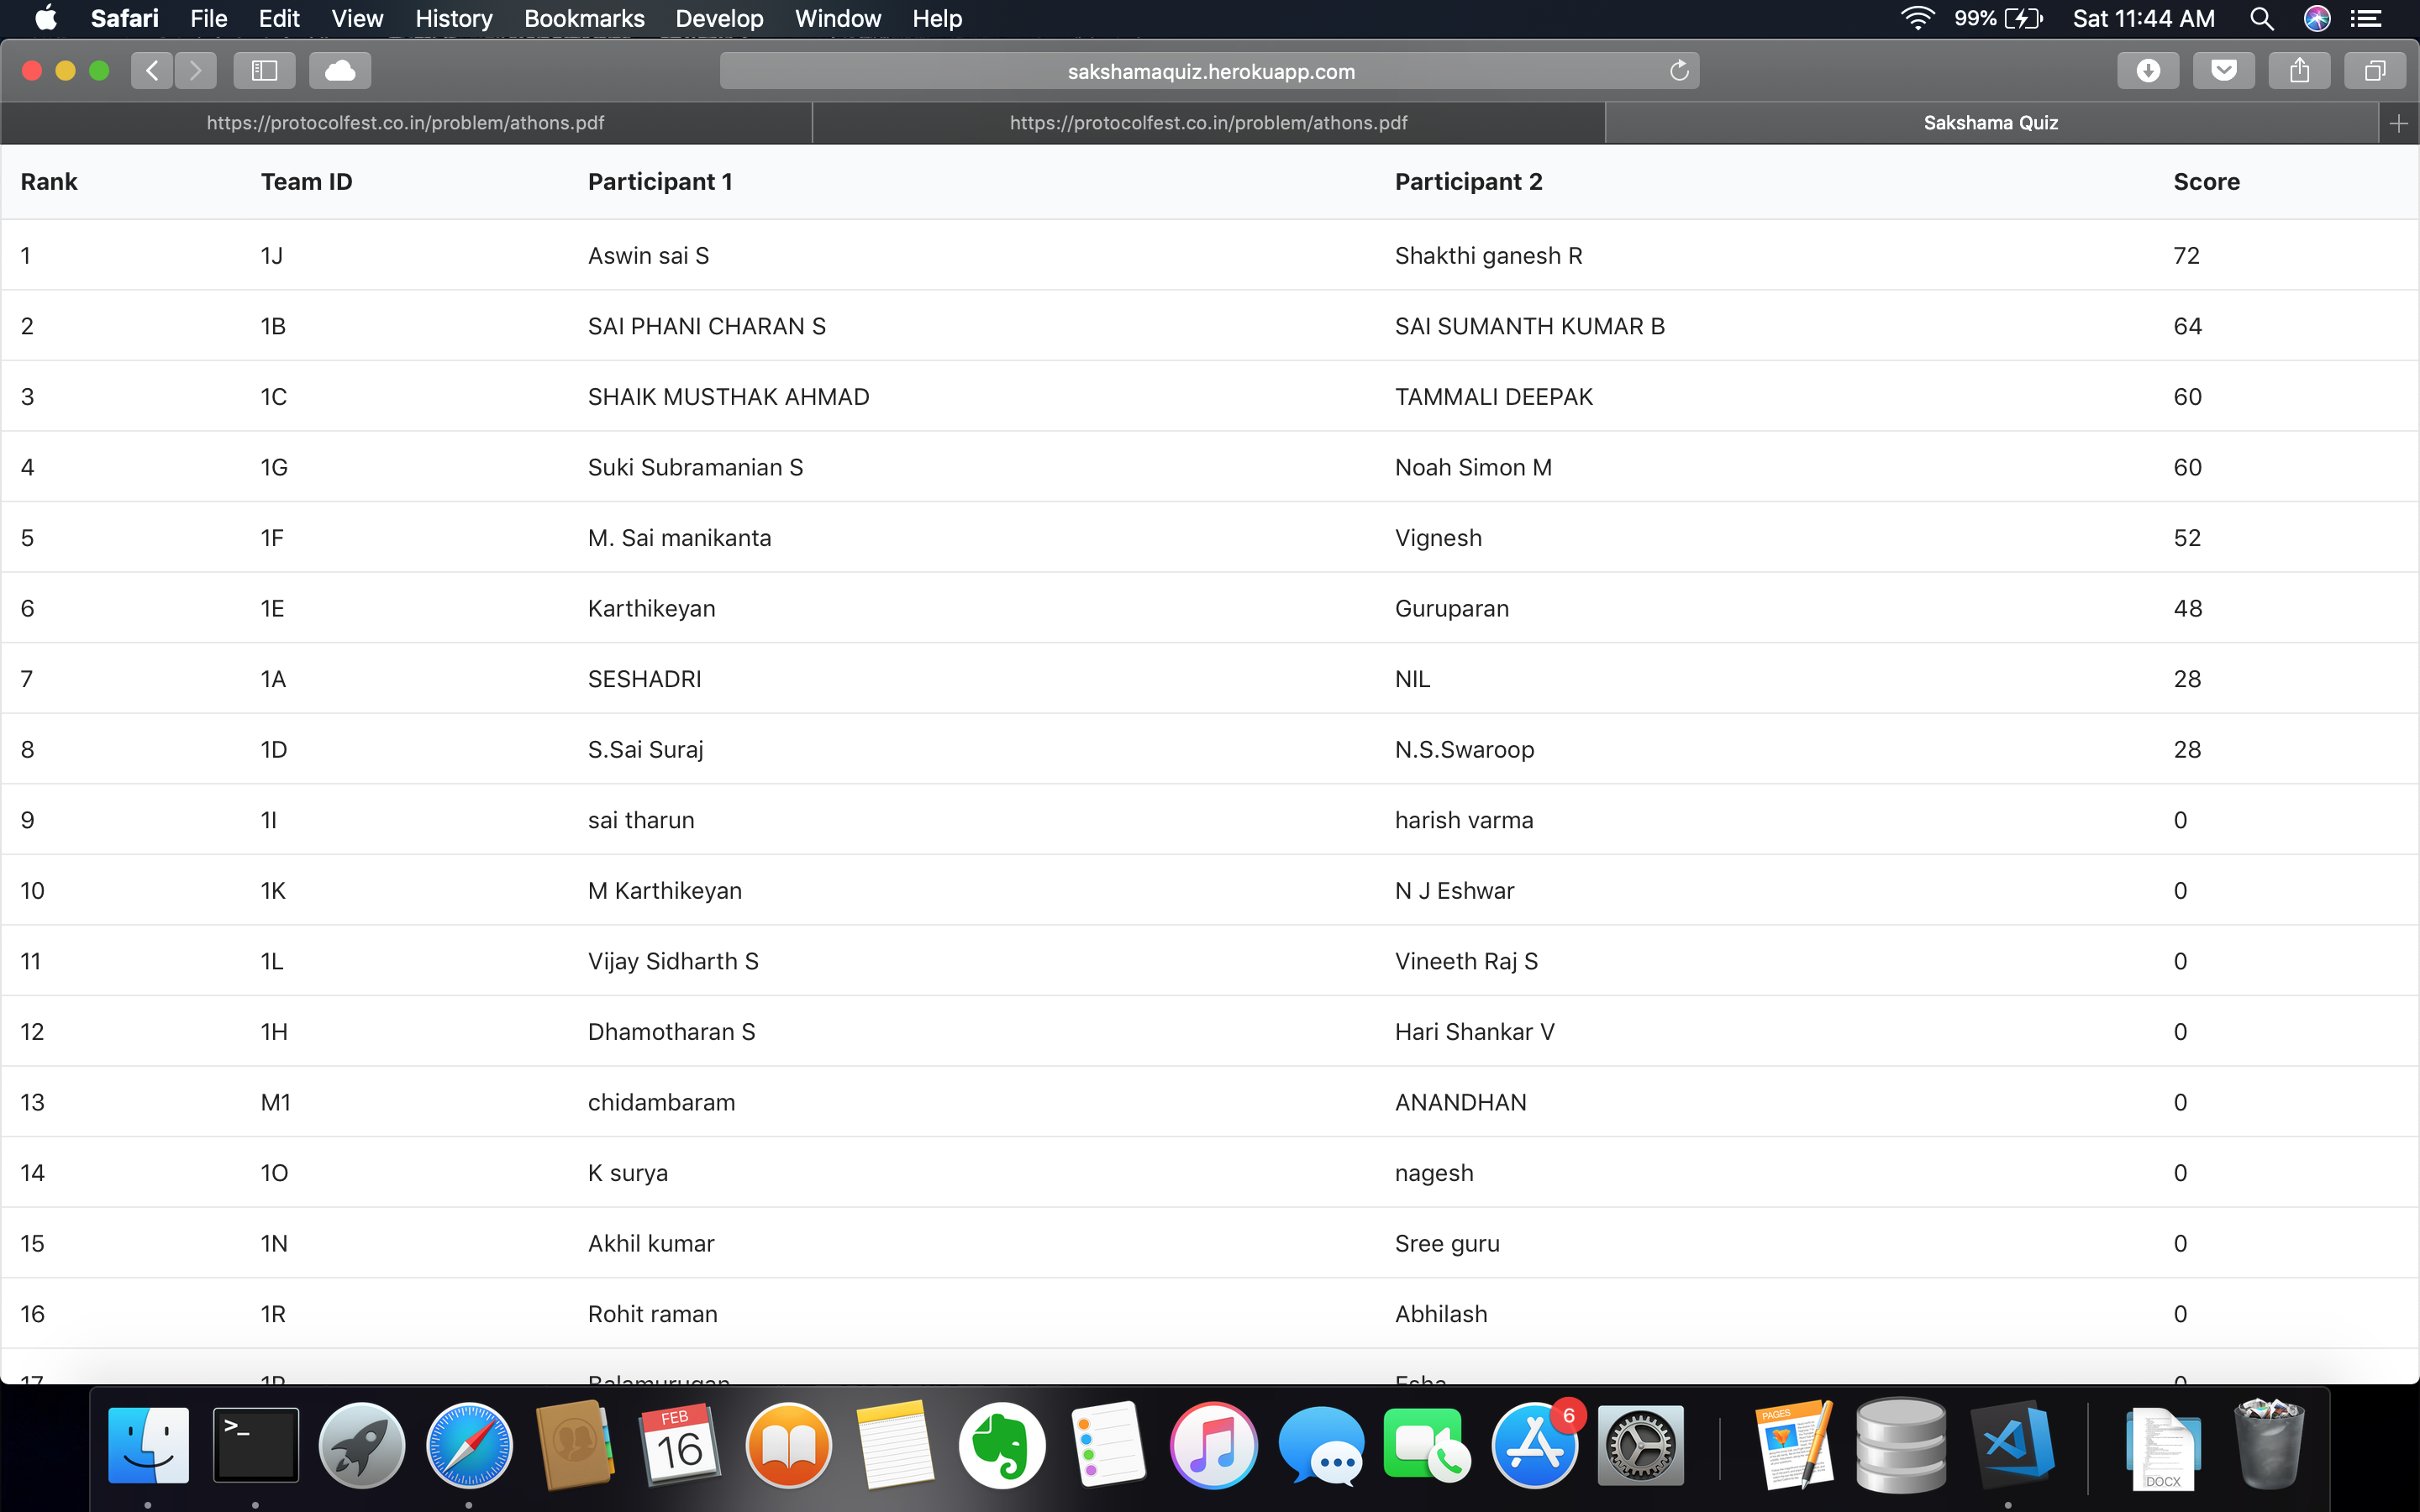 Safari File Edit View History Bookmarks Develop Window Help 99% Sat 11:44 AM
sakshamaquiz.herokuapp.com
https://protocolfest.co.in/problem/athons.pdf https://protocolfest.co.in/problem/athons.pdf Sakshama Quiz
Rank Team ID Participant 1 Participant 2 Score
1 1J Aswin sai S Shakthi ganesh R 72
2 1B SAI PHANI CHARAN S SAI SUMANTH KUMAR B 64
3 1C SHAIK MUSTHAK AHMAD TAMMALI DEEPAK 60
4 1G Suki Subramanian S Noah Simon M 60
5 1F M. Sai manikanta Vignesh 52
6 1E Karthikeyan Guruparan 48
7 1A SESHADRI NIL 28
8 1D S.Sai Suraj N.S.Swaroop 28
9 1I sai tharun harish varma 0
10 1K M Karthikeyan N J Eshwar 0
11 1L Vijay Sidharth S Vineeth Raj S 0
12 1H Dhamotharan S Hari Shankar V 0
13 M1 chidambaram ANANDHAN 0
14 1O K surya nagesh 0
15 1N Akhil kumar Sree guru 0
16 1R Rohit raman Abhilash 0
17 Balamurugan Esha 0
FEB
16
6
PAGES
DOCX